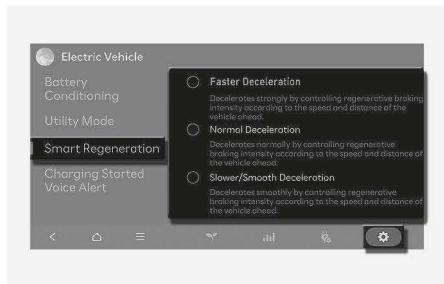 Electric Vehicle
Battery
Conditioning
Utility Mode
Smart Regeneration
Charging Started
Voice Alert
Faster Deceleration
Decelerates strongly by controlling regenerative braking
intensity according to the speed and distance of the
vehicle ahead.
Normal Deceleration
Decelerates normally by controlling regenerative
braking intensity according to the speed and distance of
the vehicle ahead.
Slower/Smooth Deceleration
Decelerates smoothly by controlling regenerative
braking intensity according to the speed and distance of
the vehicle ahead.